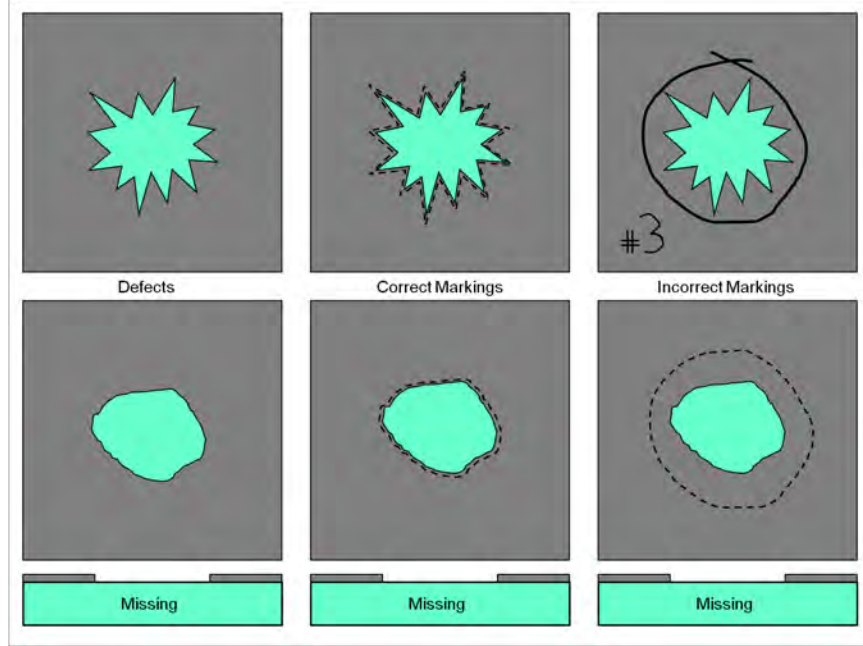 #3
Defects
Correct Markings
Incorrect Markings
Missing
Missing
Missing